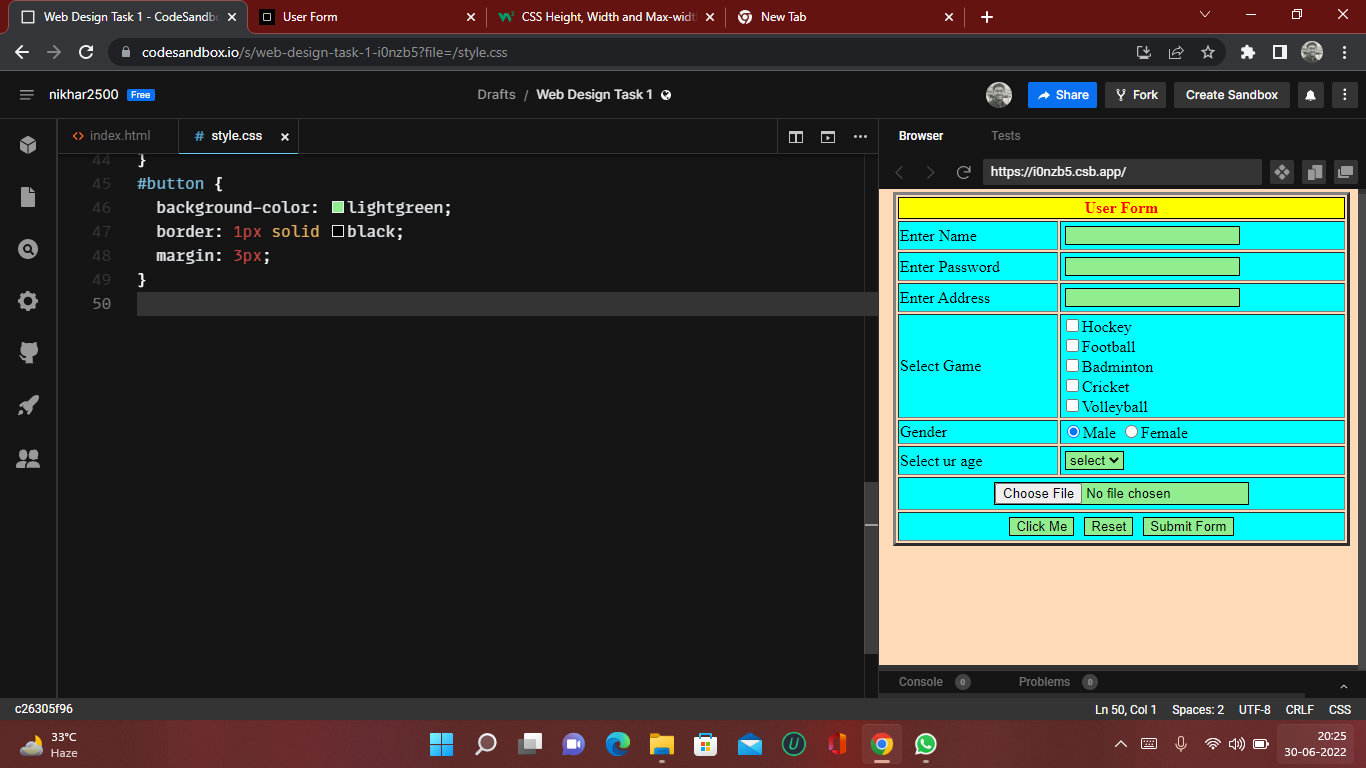 Web Design Task 1 - CodeSandbo
User Form
CSS Height, Width and Max-widt
New Tab
codesandbox.io/s/web-design-task-1-i0nzb5?file=/style.css
nikhar2500 Free
Drafts / Web Design Task 1
Share
Fork
Create Sandbox
<> index.html
# style.css
44 }
45 #button {
46 background-color: lightgreen;
47 border: 1px solid black;
48 margin: 3px;
49 }
50
Browser
Tests
https://i0nzb5.csb.app/
User Form
Enter Name
Enter Password
Enter Address
Select Game
Hockey
Football
Badminton
Cricket
Volleyball
Gender
Male Female
Select ur age
select
Choose File No file chosen
Click Me Reset Submit Form
Console 0
Problems 0
c26305f96
Ln 50, Col 1 Spaces: 2 UTF-8 CRLF CSS
33°C
Haze
20:25
30-06-2022